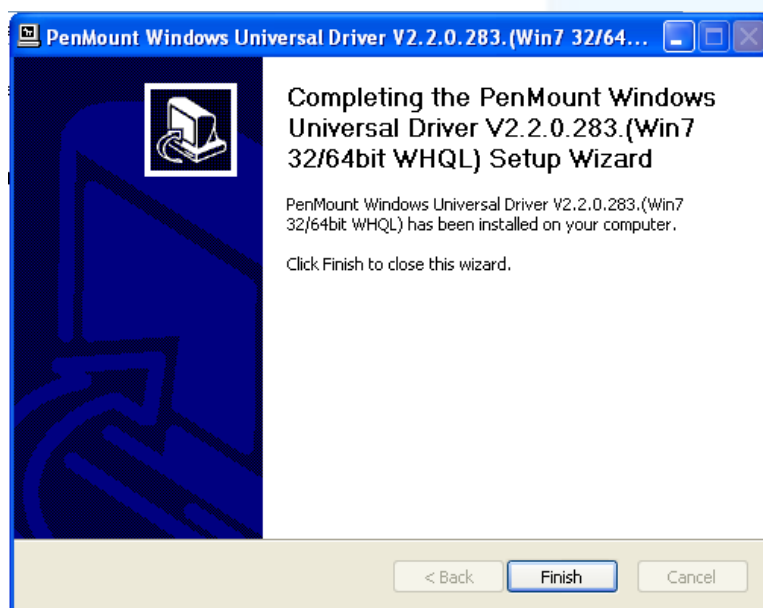 PenMount Windows Universal Driver V2.2.0.283.(Win7 32/64...
Completing the PenMount Windows
Universal Driver V2.2.0.283.(Win7
32/64bit WHQL) Setup Wizard
PenMount Windows Universal Driver V2.2.0.283.(Win7
32/64bit WHQL) has been installed on your computer.
Click Finish to close this wizard.
< Back
Finish
Cancel